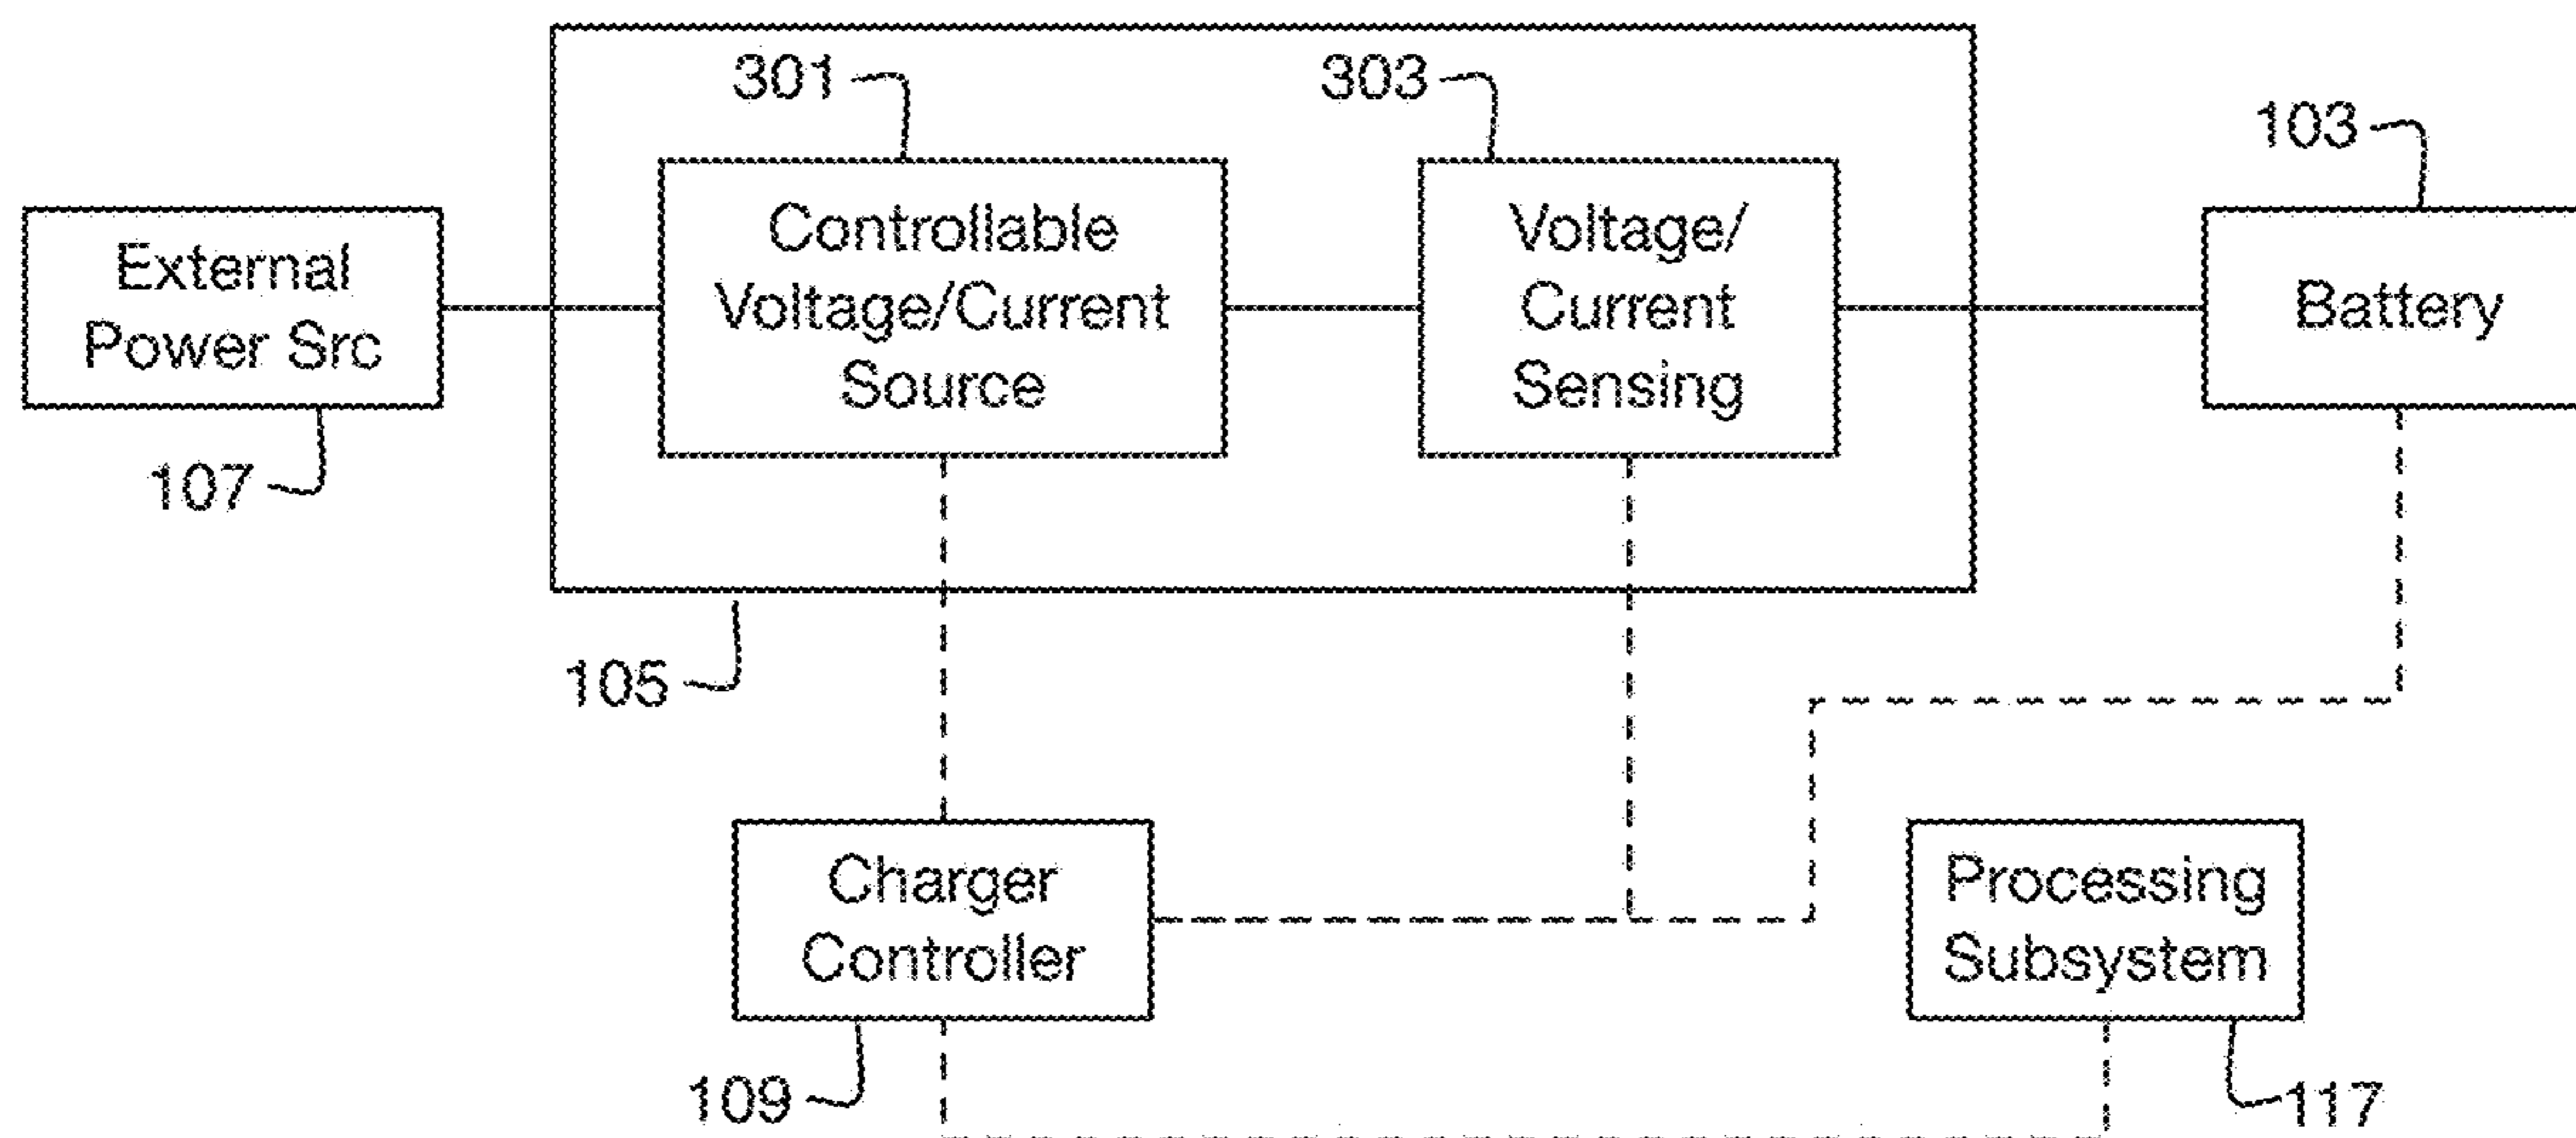 301
303
103
External
Power Src
Controllable
Voltage/Current
Source
Voltage/
Current
Sensing
Battery
107
105
Charger
Controller
Processing
Subsystem
109
117